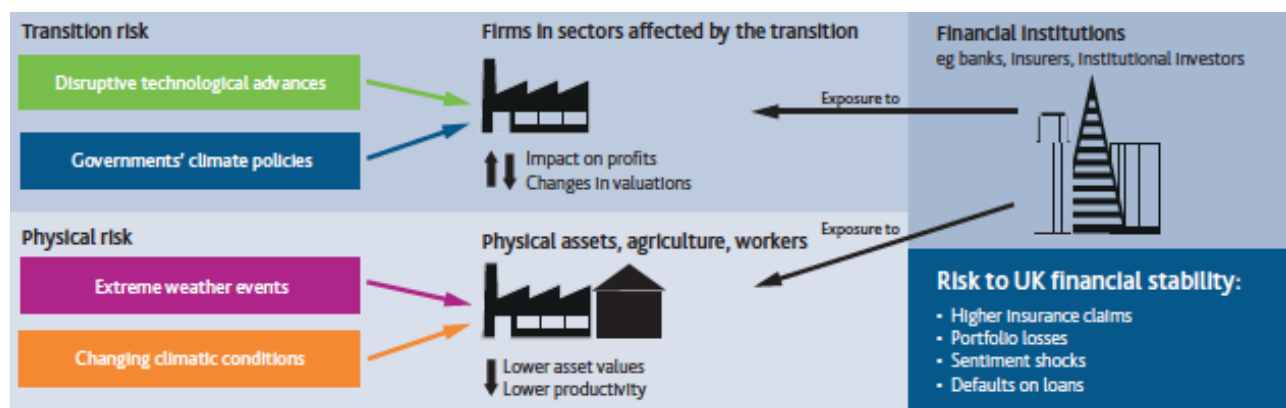 Transition risk
Disruptive technological advances
Governments' climate policies
Firms in sectors affected by the transition
Impact on profits
Changes in valuations
Exposure to
Financial institutions
eg banks, insurers, institutional investors
Physical risk
Extreme weather events
Changing climatic conditions
Physical assets, agriculture, workers
Lower asset values
Lower productivity
Exposure to
Risk to UK financial stability:
• Higher insurance claims
• Portfolio losses
• Sentiment shocks
• Defaults on loans